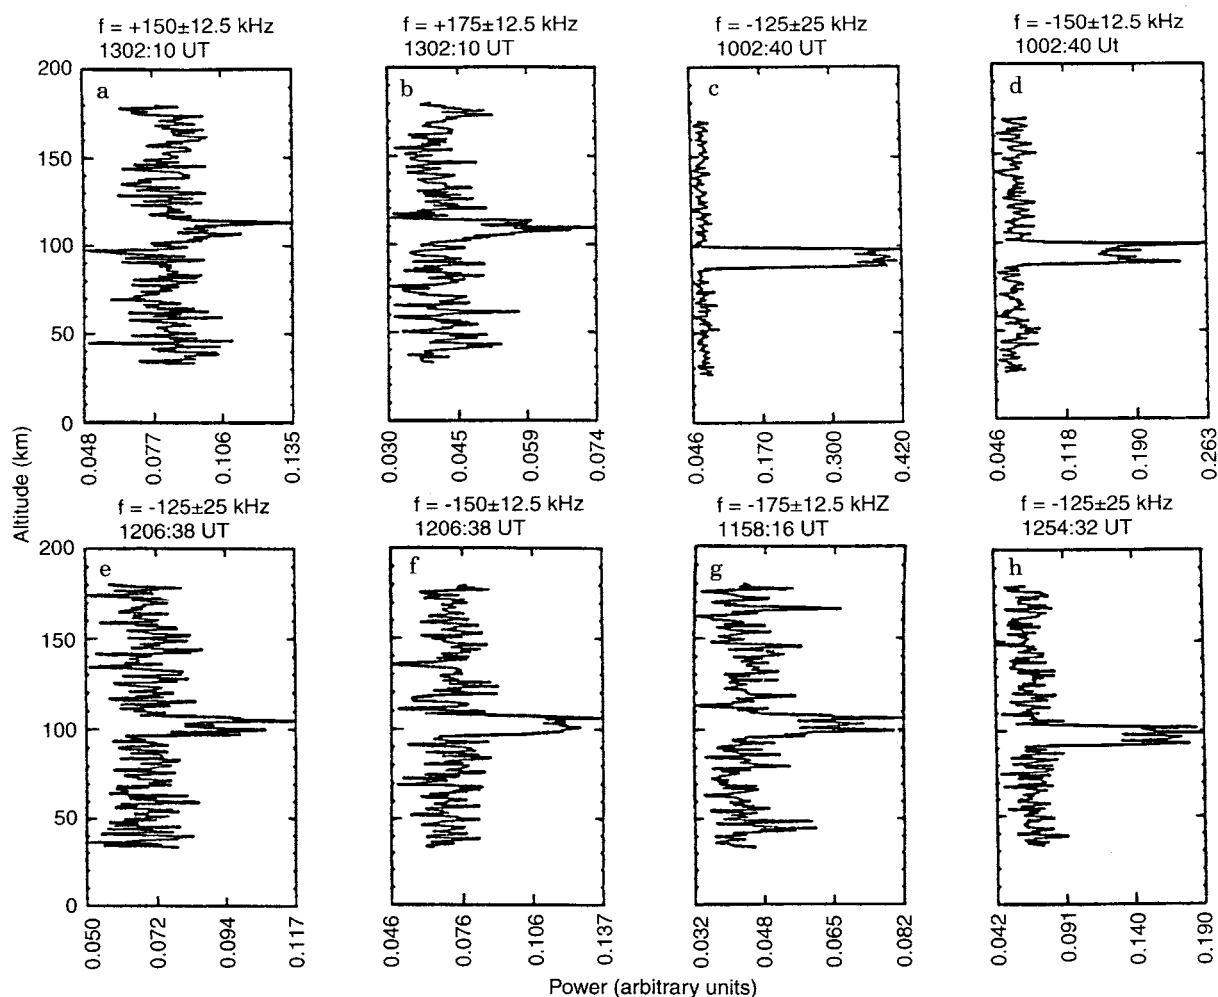 f = +150±12.5 kHz
1302:10 UT
f = +175±12.5 kHz
1302:10 UT
f = -125±25 kHz
1002:40 UT
f = -150±12.5 kHz
1002:40 Ut
a
b
c
d
200
150
100
50
0
0.048 0.077 0.106 0.135
0.030 0.045 0.059 0.074
0.046 0.170 0.300 0.420
0.046 0.118 0.190 0.263
Altitude (km)
f = -125±25 kHz
1206:38 UT
f = -150±12.5 kHz
1206:38 UT
f = -175±12.5 kHZ
1158:16 UT
f = -125±25 kHz
1254:32 UT
e
f
g
h
200
150
100
50
0
0.050 0.072 0.094 0.117
0.046 0.076 0.106 0.137
0.032 0.048 0.065 0.082
0.042 0.091 0.140 0.190
Power (arbitrary units)